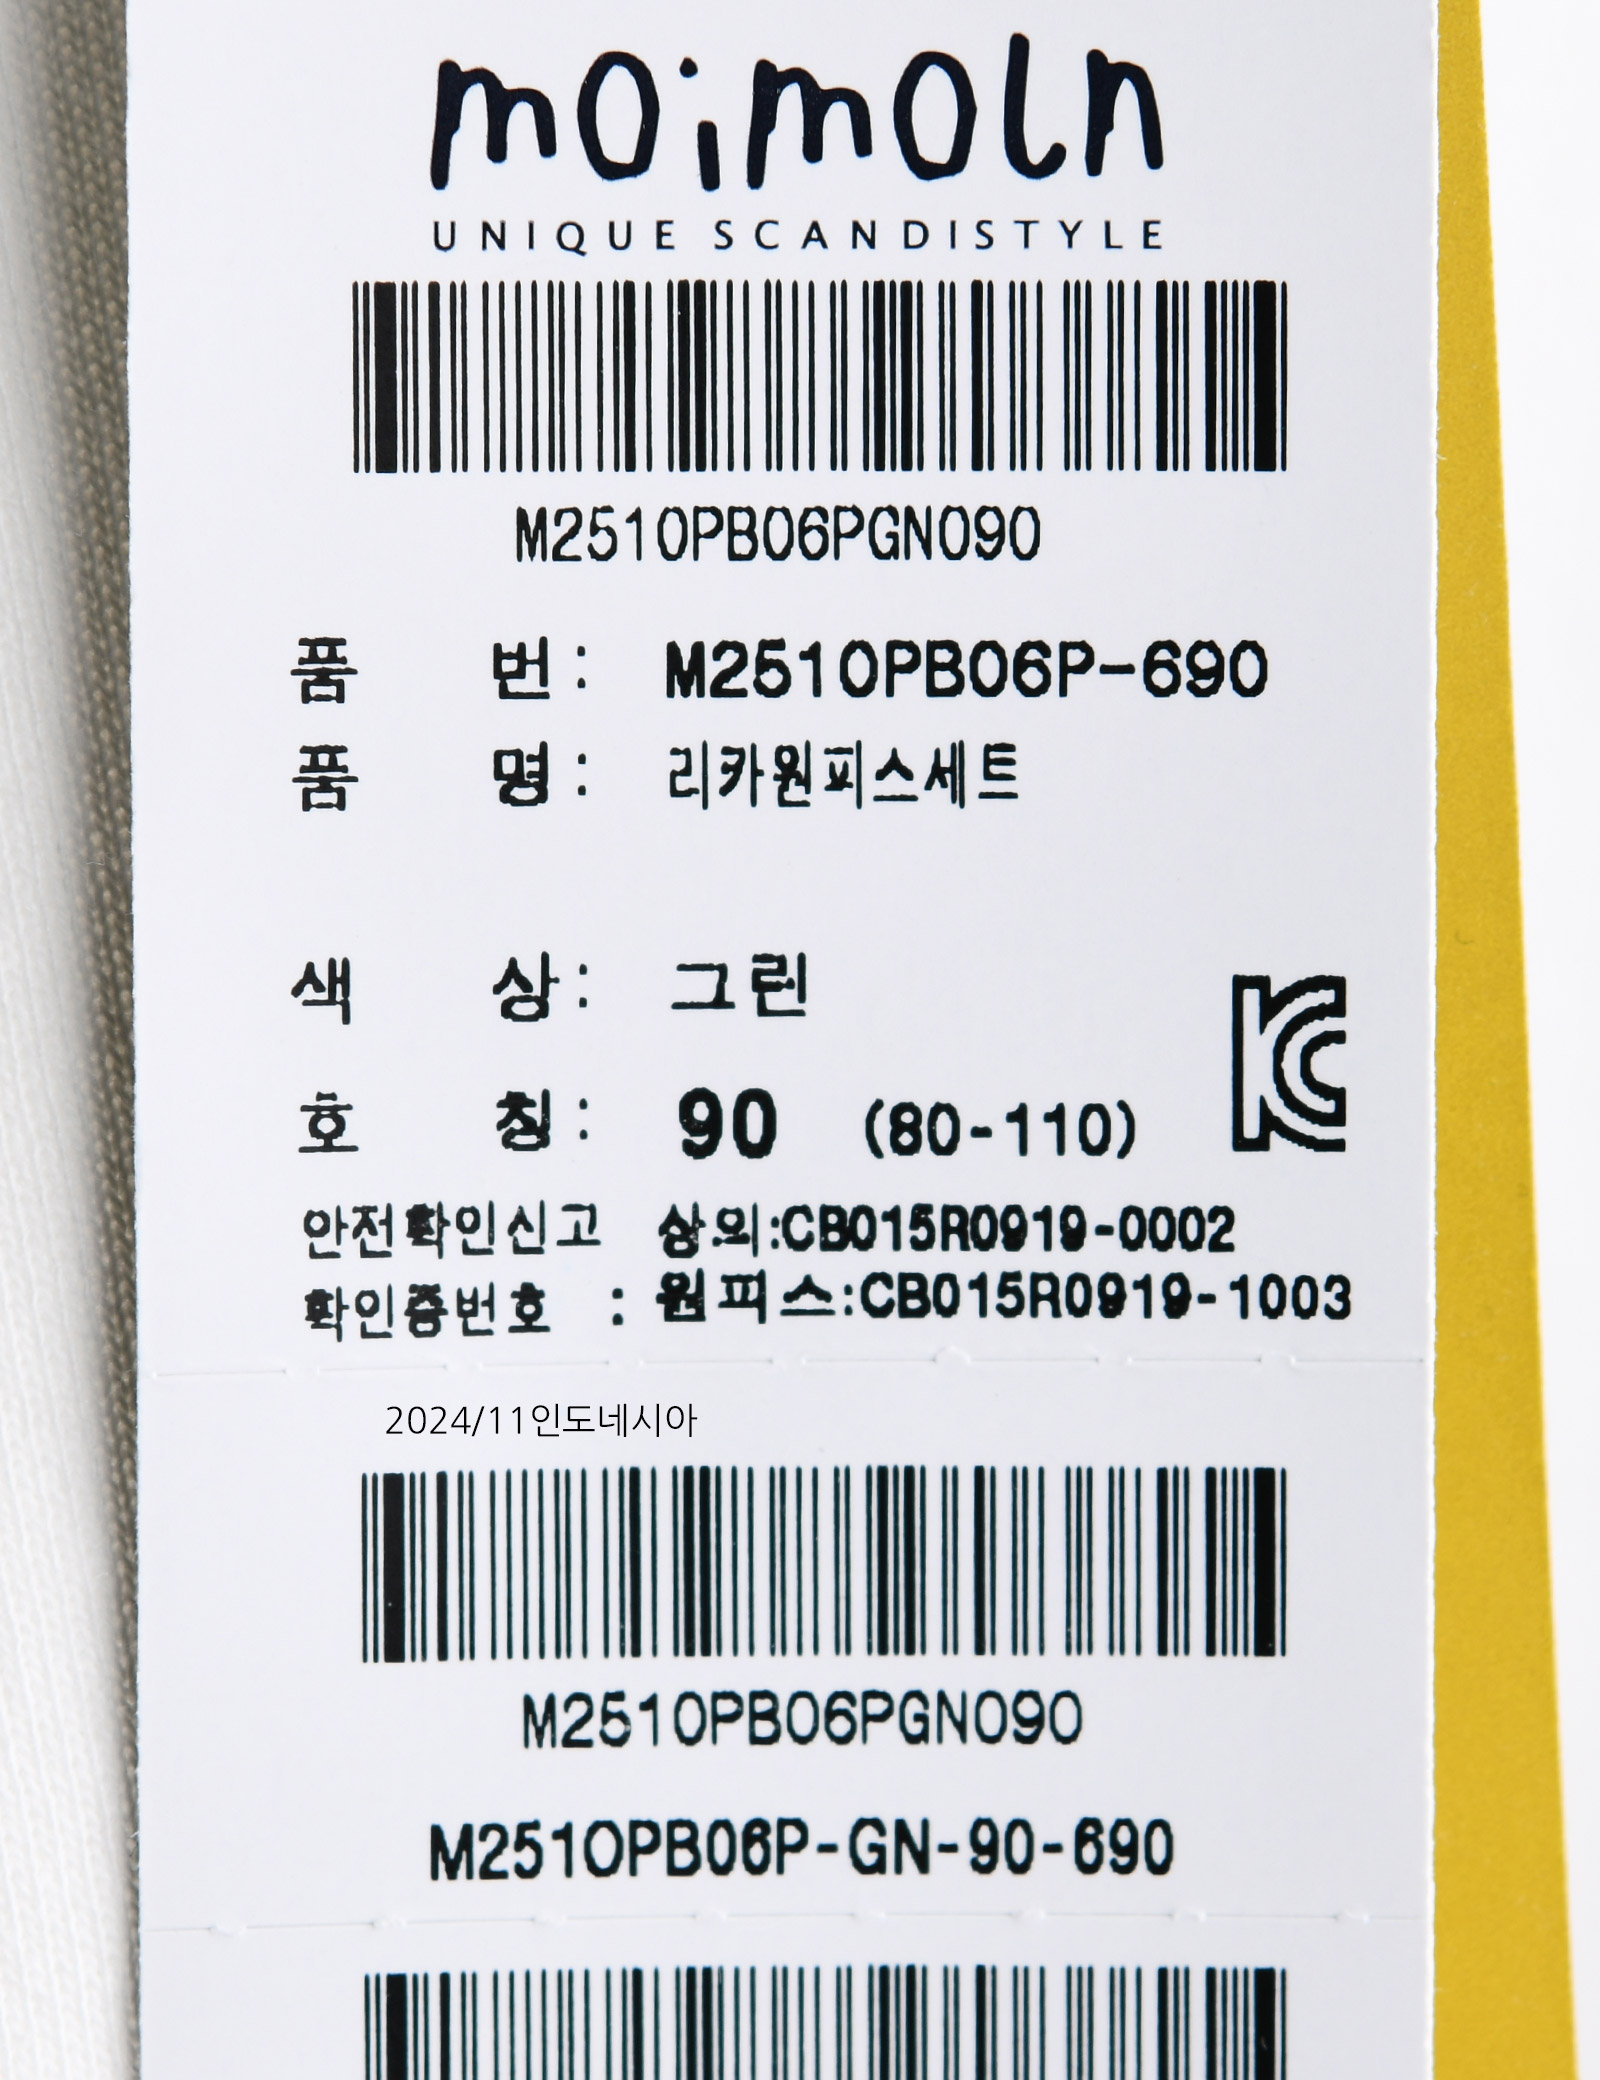 moimoln
UNIQUE SCANDISTYLE
M2510PB06PGN090
품 번 : M2510PB06P-690
품 명 : 리카원피스세트
색 상 : 그린
호 칭 : 90 (80-110)
KC
안전확인신고 상의:CB015R0919-0002
확인증번호 : 원피스:CB015R0919-1003
2024/11인도네시아
M2510PB06PGN090
M2510PB06P-GN-90-690